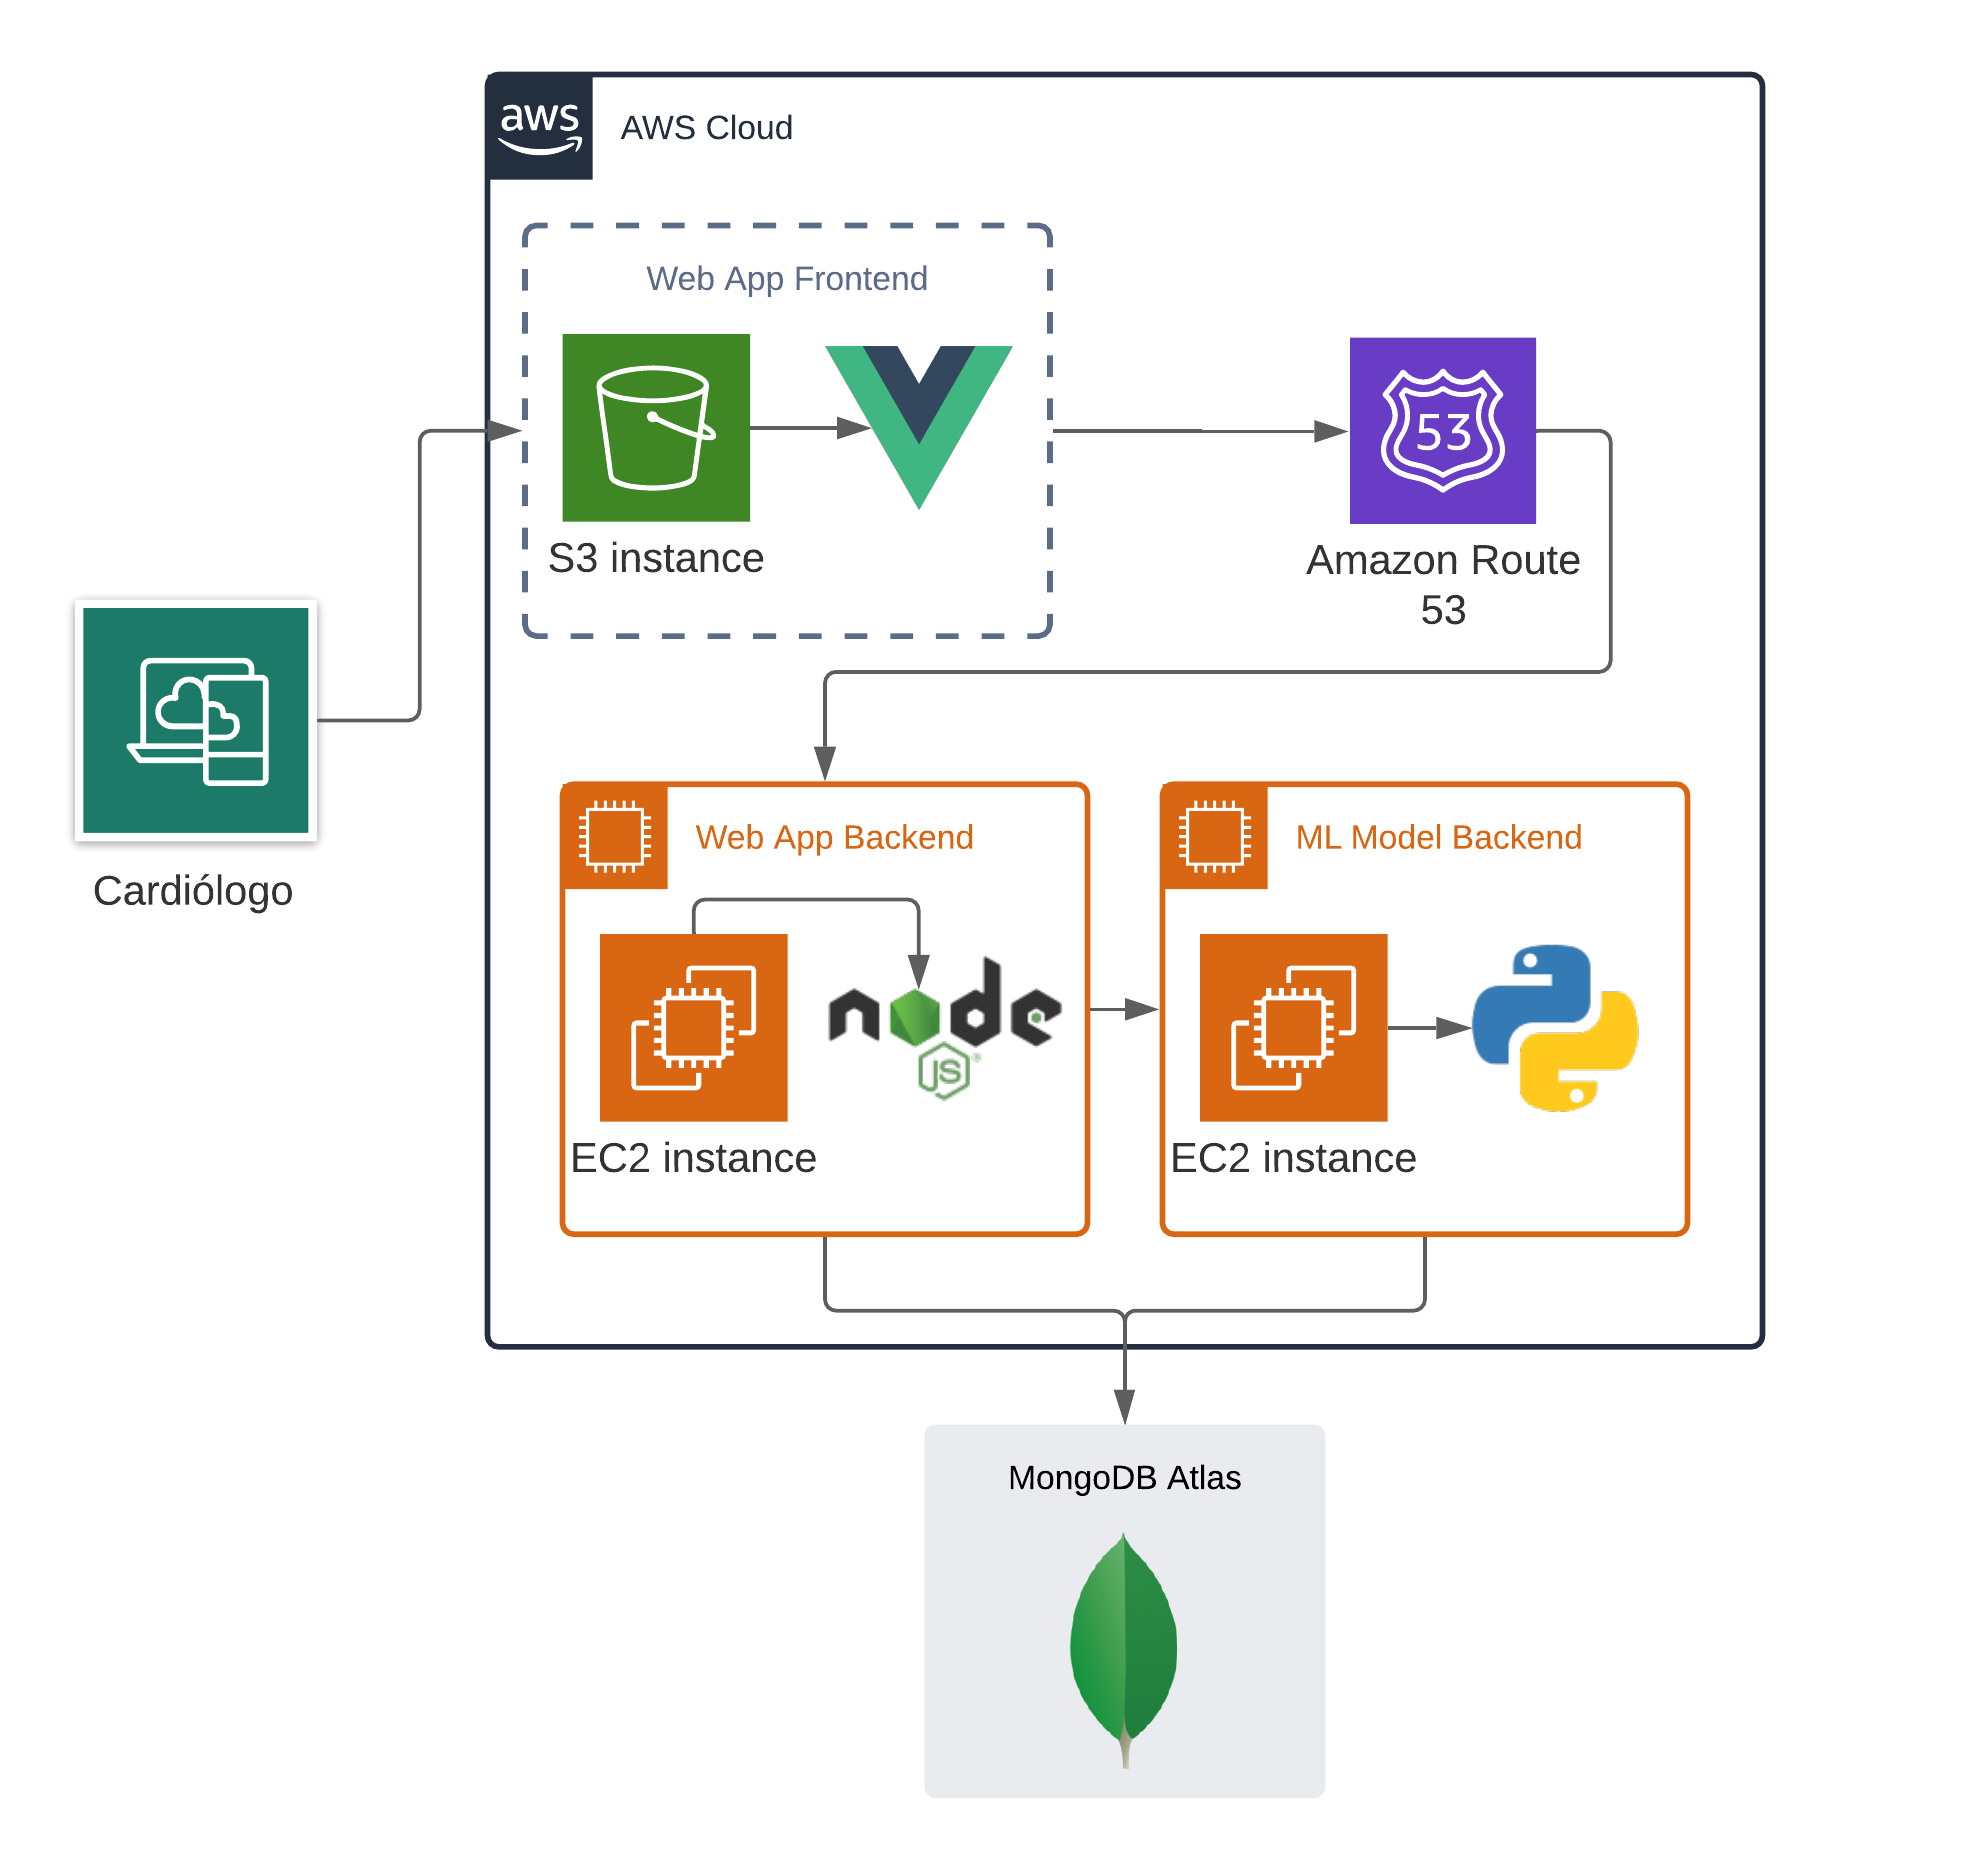 aws
AWS Cloud
Web App Frontend
53
S3 instance
Amazon Route
53
Cardiólogo
Web App Backend
ML Model Backend
node
JS®
EC2 instance
EC2 instance
MongoDB Atlas